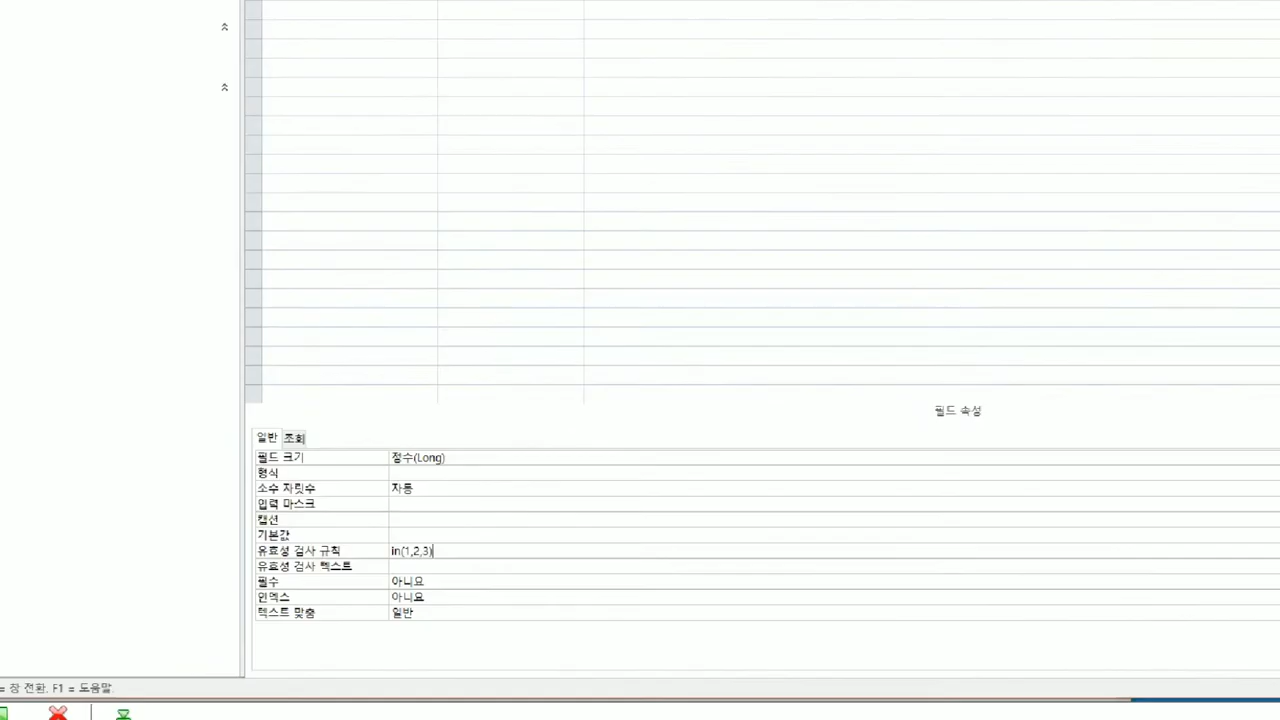 필드 속성
일반 조회
필드 크기 정수(Long)
형식
소수 자릿수 자동
입력 마스크
캡션
기본값
유효성 검사 규칙 in(1,2,3)
유효성 검사 텍스트
필수 아니요
인덱스 아니요
텍스트 맞춤 일반
= 창 전환. F1 = 도움말.